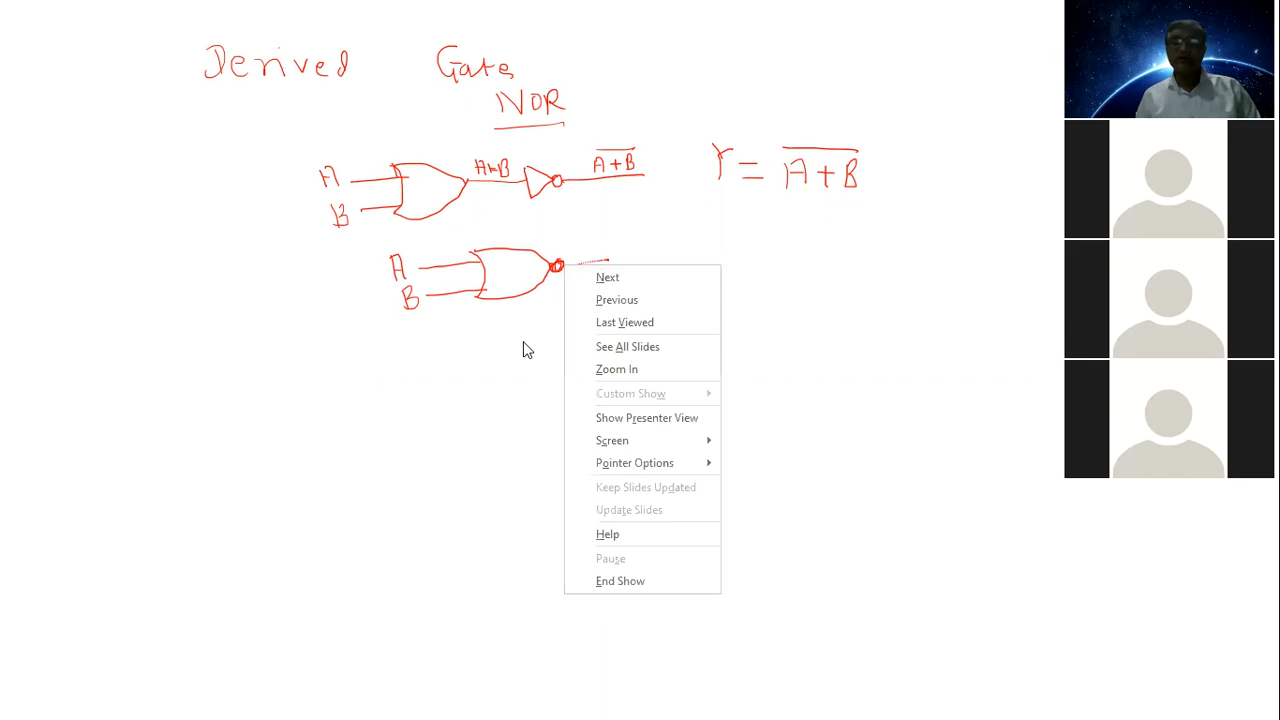 Derived Gate
NOR
A
B
A+B
A̅+̅B̅
Y = A̅+̅B̅
A
B
Next
Previous
Last Viewed
See All Slides
Zoom In
Custom Show
Show Presenter View
Screen
Pointer Options
Keep Slides Updated
Update Slides
Help
Pause
End Show